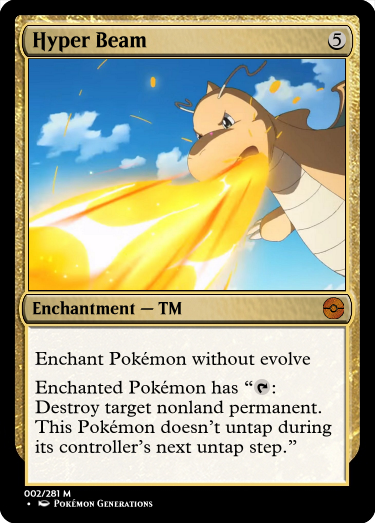 Hyper Beam 5
Enchantment — TM
Enchant Pokémon without evolve
Enchanted Pokémon has “T:
Destroy target nonland permanent.
This Pokémon doesn’t untap during
its controller’s next untap step.”
002/281 M
• Pokémon Generations